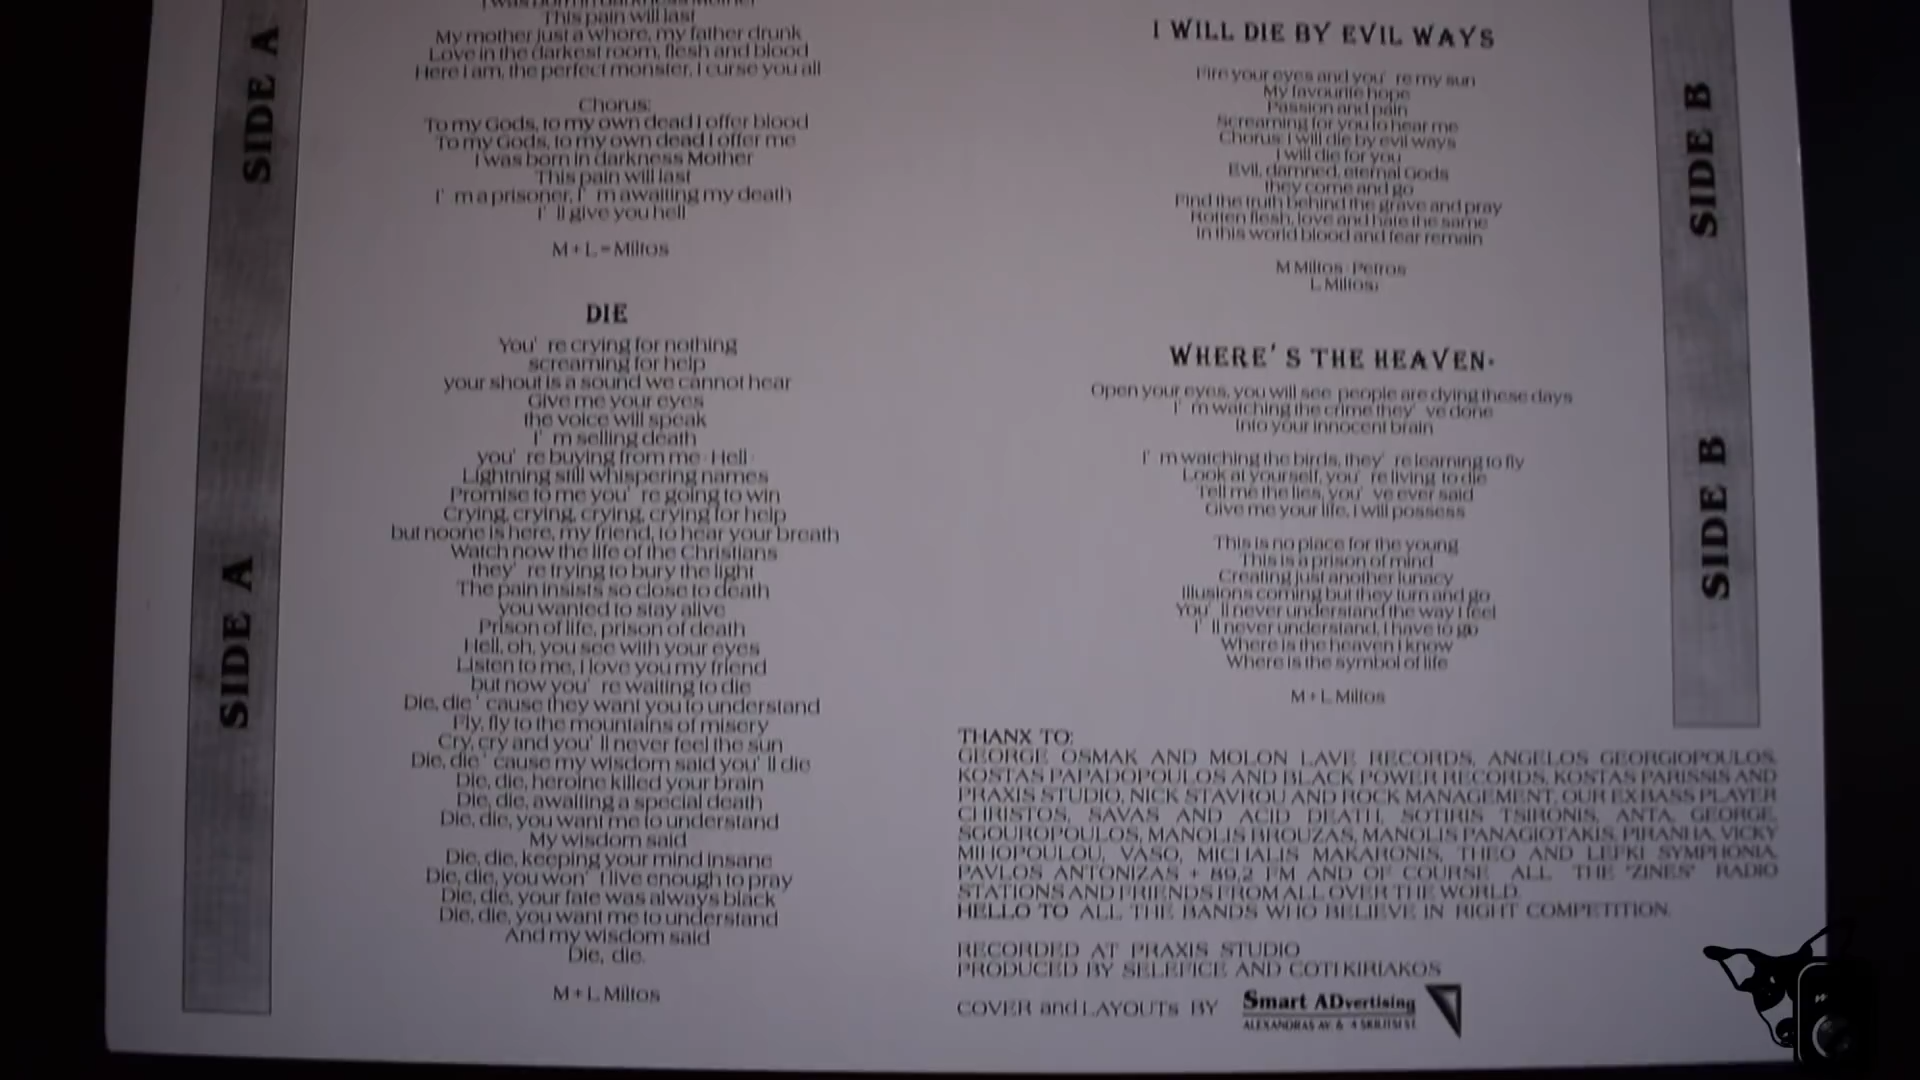 SIDE A
SIDE A
I was born in darkness Mother
This pain will last
My mother just a whore, my father drunk
Love in the darkest room, flesh and blood
Here I am, the perfect monster, I curse you all
Chorus:
To my Gods, to my own dead I offer blood
To my Gods, to my own dead I offer me
I was born in darkness Mother
This pain will last
I' m a prisoner, I' m awaiting my death
I' ll give you hell
M + L = Miltos
DIE
You' re crying for nothing
screaming for help
your shout is a sound we cannot hear
Give me your eyes
the voice will speak
I' m selling death
you' re buying from me - Hell -
Lightning still whispering names
Promise to me you' re going to win
Crying, crying, crying, crying for help
but noone is here, my friend, to hear your breath
Watch now the life of the Christians
they' re trying to bury the light
The pain insists so close to death
you wanted to stay alive
Prison of life, prison of death
Hell, oh, you see with your eyes
Listen to me, I love you my friend
but now you' re waiting to die
Die, die ' cause they want you to understand
Fly, fly to the mountains of misery
Cry, cry and you' ll never feel the sun
Die, die ' cause my wisdom said you' ll die
Die, die, heroine killed your brain
Die, die, awaiting a special death
Die, die, you want me to understand
My wisdom said
Die, die, keeping your mind insane
Die, die, you won' t live enough to pray
Die, die, your fate was always black
Die, die, you want me to understand
And my wisdom said
Die, die.
M + L Miltos
I WILL DIE BY EVIL WAYS
Fire your eyes and you' re my sun
My favourite hope
Passion and pain
Screaming for you to hear me
Chorus: I will die by evil ways
I will die for you
Evil, damned, eternal Gods
they come and go
Find the truth behind the grave and pray
Rotten flesh, love and hate the same
In this world blood and fear remain
M Miltos - Petros
L Miltos
WHERE' S THE HEAVEN·
Open your eyes, you will see people are dying these days
I' m watching the crime they' ve done
Into your innocent brain
I' m watching the birds, they' re learning to fly
Look at yourself, you' re living to die
Tell me the lies, you' ve ever said
Give me your life, I will possess
This is no place for the young
This is a prison of mind
Creating just another lunacy
Illusions coming but they turn and go
You' ll never understand the way I feel
I' ll never understand, I have to go
Where is the heaven I know
Where is the symbol of life
M + L Miltos
THANX TO:
GEORGE OSMAK AND MOLON LAVE RECORDS, ANGELOS GEORGIOPOULOS,
KOSTAS PAPADOPOULOS AND BLACK POWER RECORDS, KOSTAS PARISSIS AND
PRAXIS STUDIO, NICK STAVROU AND ROCK MANAGEMENT, OUR EX BASS PLAYER
CHRISTOS, SAVAS AND ACID DEATH, SOTIRIS TSIRONIS, ANTA, GEORGE,
SGOUROPOULOS, MANOLIS BROUZAS, MANOLIS PANAGIOTAKIS, PIRANHA, VICKY
MIHOPOULOU, VASO, MICHALIS MAKARONIS, THEO AND LEFKI SYMPHONIA,
PAVLOS ANTONIZAS + 89,2 FM AND OF COURSE ALL THE "ZINES" RADIO
STATIONS AND FRIENDS FROM ALL OVER THE WORLD.
HELLO TO ALL THE BANDS WHO BELIEVE IN RIGHT COMPETITION.
RECORDED AT PRAXIS STUDIO
PRODUCED BY SELEFICE AND COTI KIRIAKOS
COVER and LAYOUTs BY Smart ADvertising
ALEXANDRAS AV. &
SIDE B
SIDE B